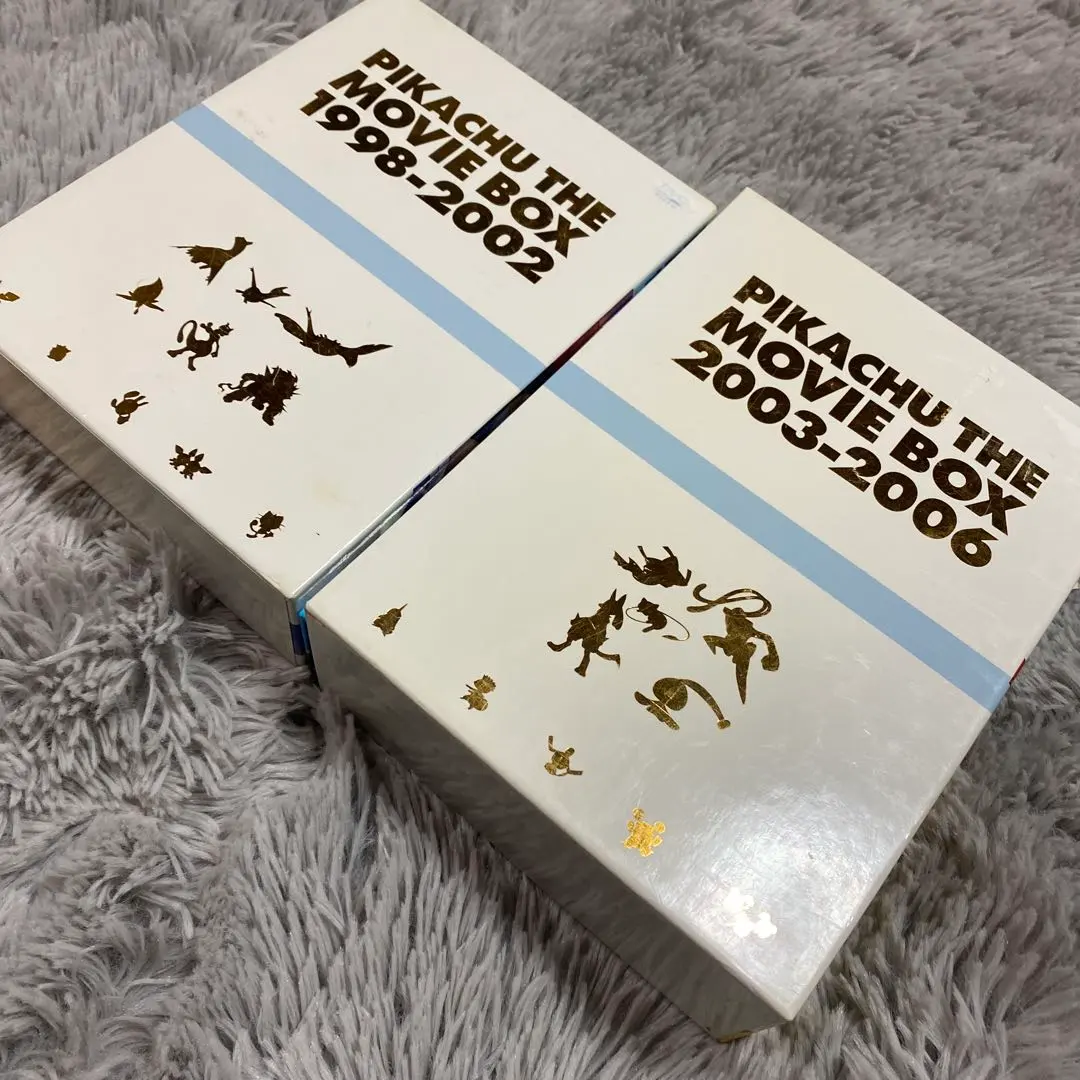 PIKACHU THE
MOVIE BOX
1998-2002
PIKACHU THE
MOVIE BOX
2003-2006